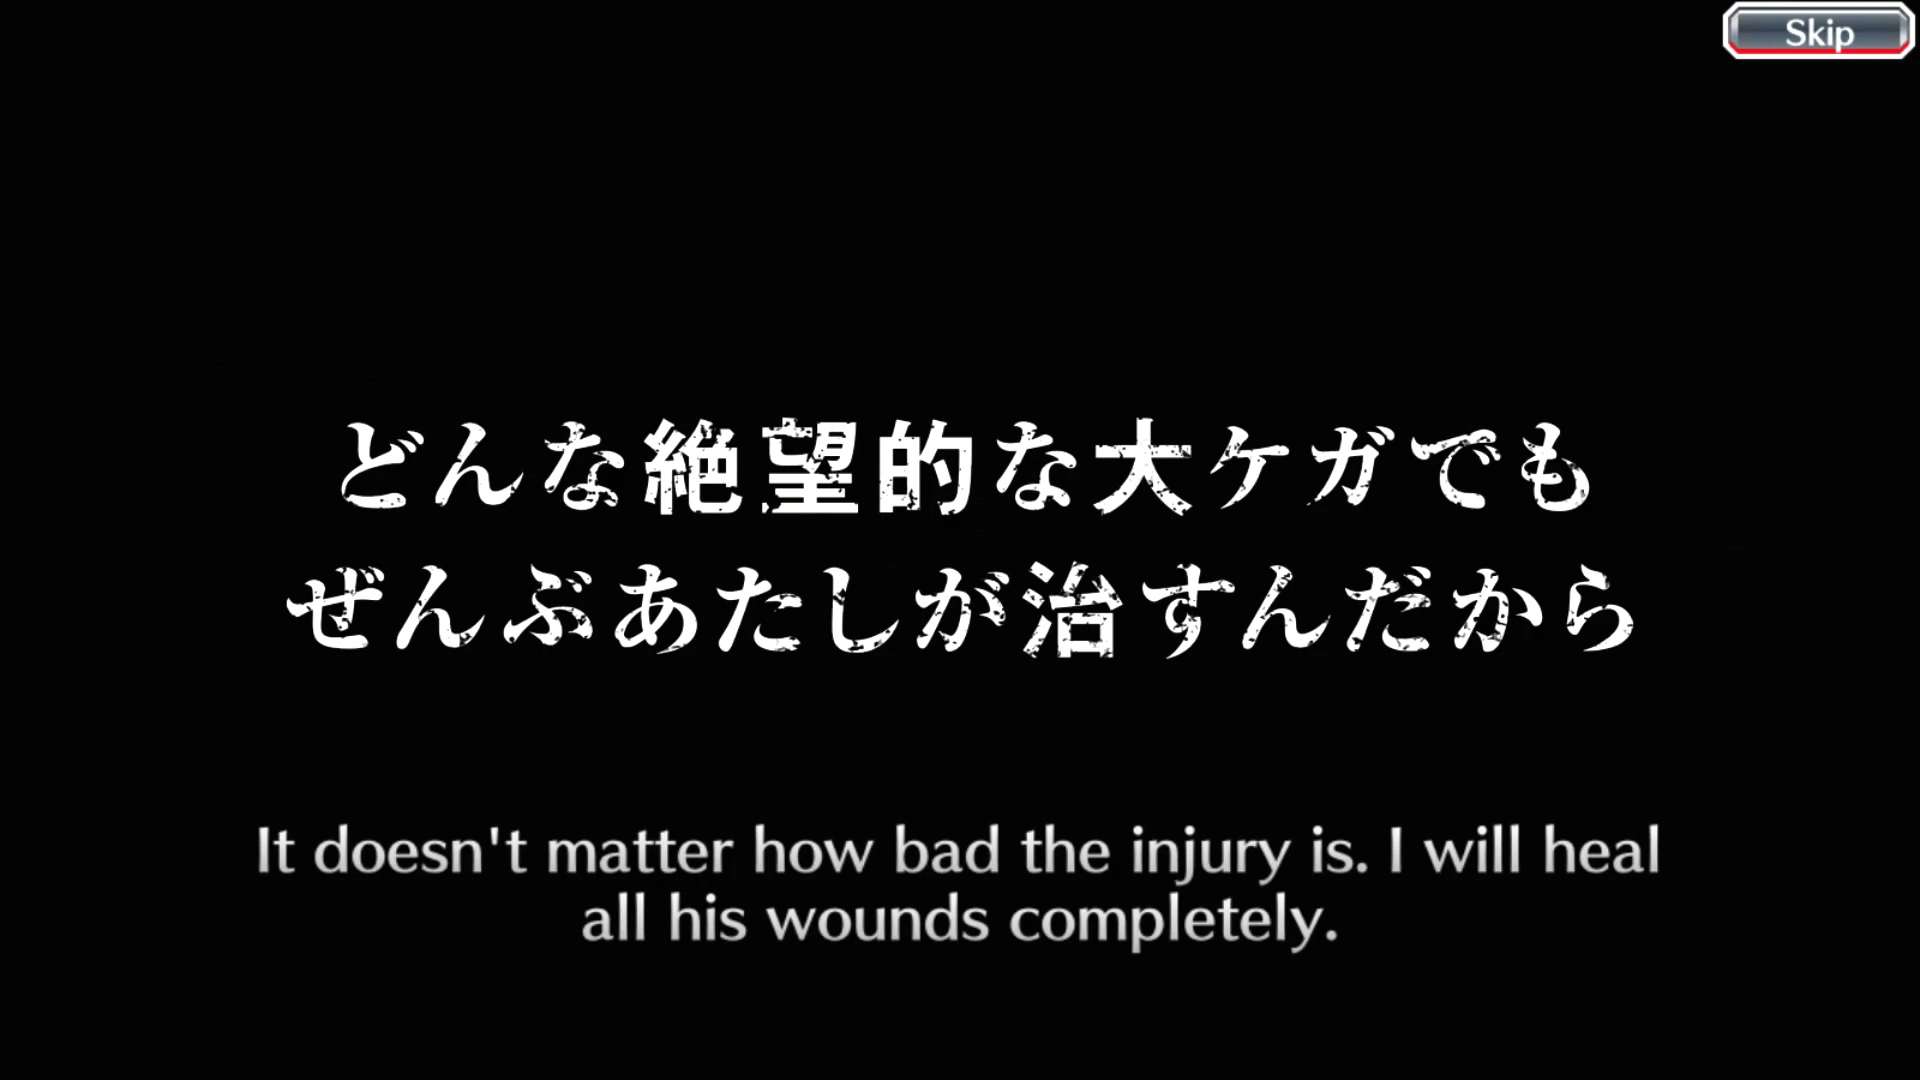 Skip
どんな絶望的な大ケガでも
ぜんぶあたしが治すんだから
It doesn't matter how bad the injury is. I will heal
all his wounds completely.